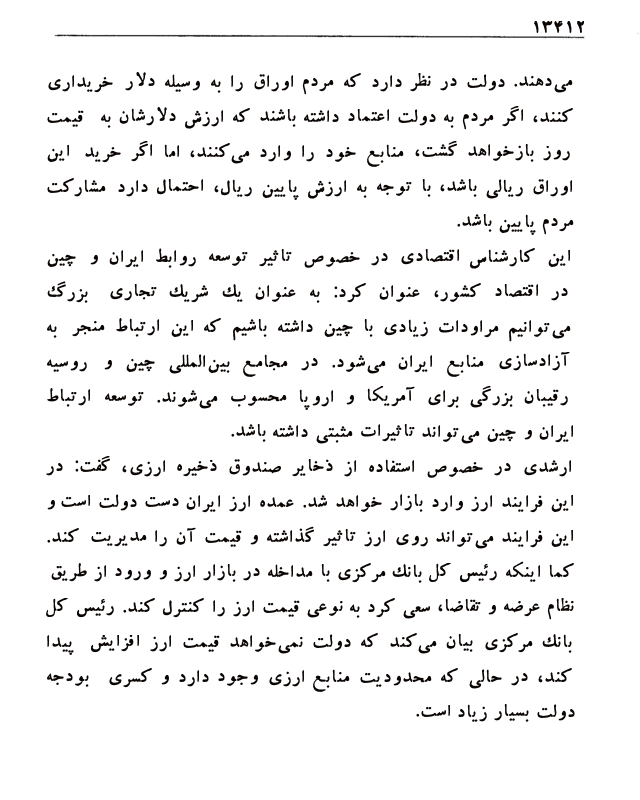 ۱۳۴۱۲
می‌دهند. دولت در نظر دارد که مردم اوراق را به وسیله دلار خریداری
کنند، اگر مردم به دولت اعتماد داشته باشند که ارزش دلارشان به قیمت
روز بازخواهد گشت، منابع خود را وارد می‌کنند، اما اگر خرید این
اوراق ریالی باشد، با توجه به ارزش پایین ریال، احتمال دارد مشارکت
مردم پایین باشد.
این کارشناس اقتصادی در خصوص تاثیر توسعه روابط ایران و چین
در اقتصاد کشور، عنوان کرد: به عنوان یك شریك تجاری بزرگ
می‌توانیم مراودات زیادی با چین داشته باشیم که این ارتباط منجر به
آزادسازی منابع ایران می‌شود. در مجامع بین‌المللی چین و روسیه
رقیبان بزرگی برای آمریکا و اروپا محسوب می‌شوند. توسعه ارتباط
ایران و چین می‌تواند تاثیرات مثبتی داشته باشد.
ارشدی در خصوص استفاده از ذخایر صندوق ذخیره ارزی، گفت: در
این فرایند ارز وارد بازار خواهد شد. عمده ارز ایران دست دولت است و
این فرایند می‌تواند روی ارز تاثیر گذاشته و قیمت آن را مدیریت کند.
کما اینکه رئیس کل بانك مرکزی با مداخله در بازار ارز و ورود از طریق
نظام عرضه و تقاضا، سعی کرد به نوعی قیمت ارز را کنترل کند. رئیس کل
بانك مرکزی بیان می‌کند که دولت نمی‌خواهد قیمت ارز افزایش پیدا
کند، در حالی که محدودیت منابع ارزی وجود دارد و کسری بودجه
دولت بسیار زیاد است.